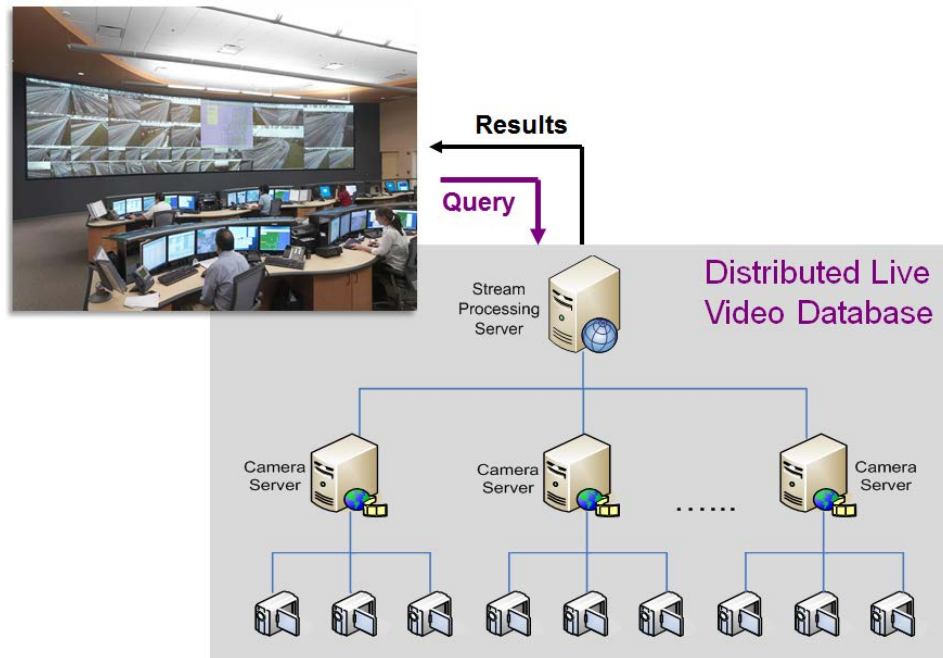 Results
Query
Distributed Live
Video Database
Stream
Processing
Server
Camera
Server
Camera
Server
......
Camera
Server